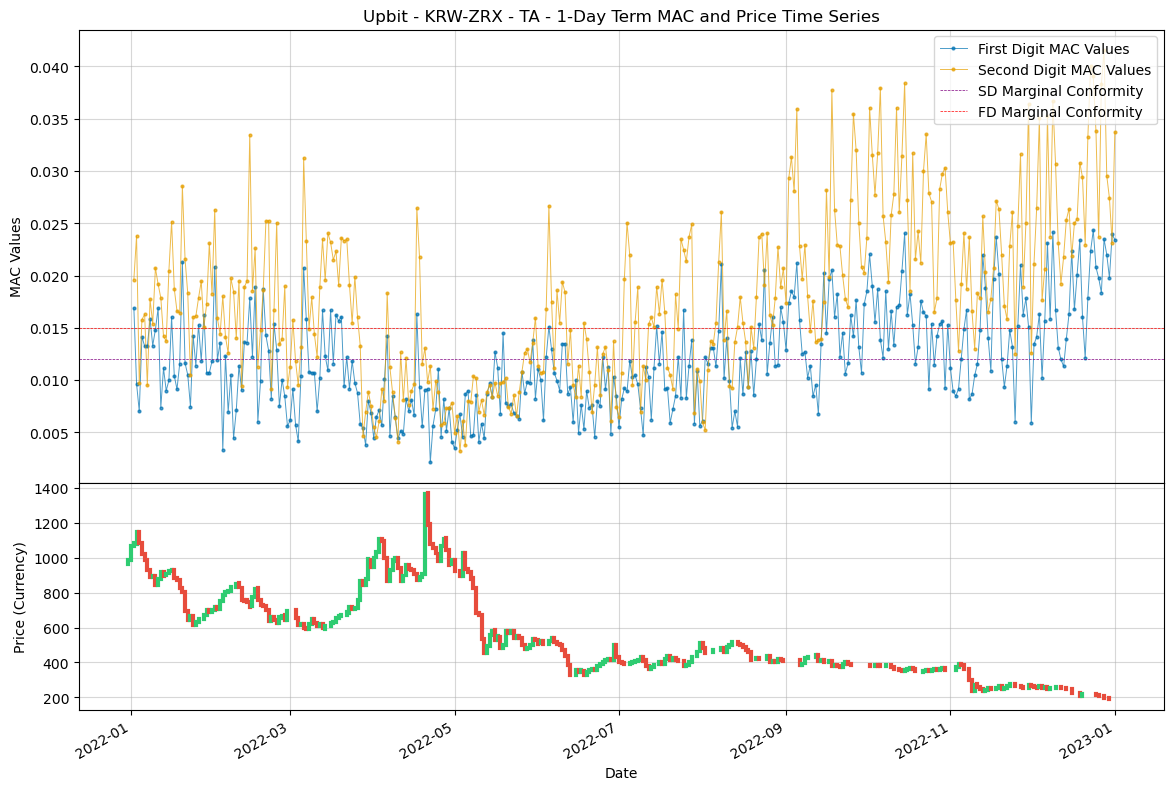 Upbit - KRW-ZRX - TA - 1-Day Term MAC and Price Time Series
First Digit MAC Values
Second Digit MAC Values
SD Marginal Conformity
FD Marginal Conformity
MAC Values
0.040
0.035
0.030
0.025
0.020
0.015
0.010
0.005
Price (Currency)
1400
1200
1000
800
600
400
200
2022-01
2022-03
2022-05
2022-07
2022-09
2022-11
2023-01
Date